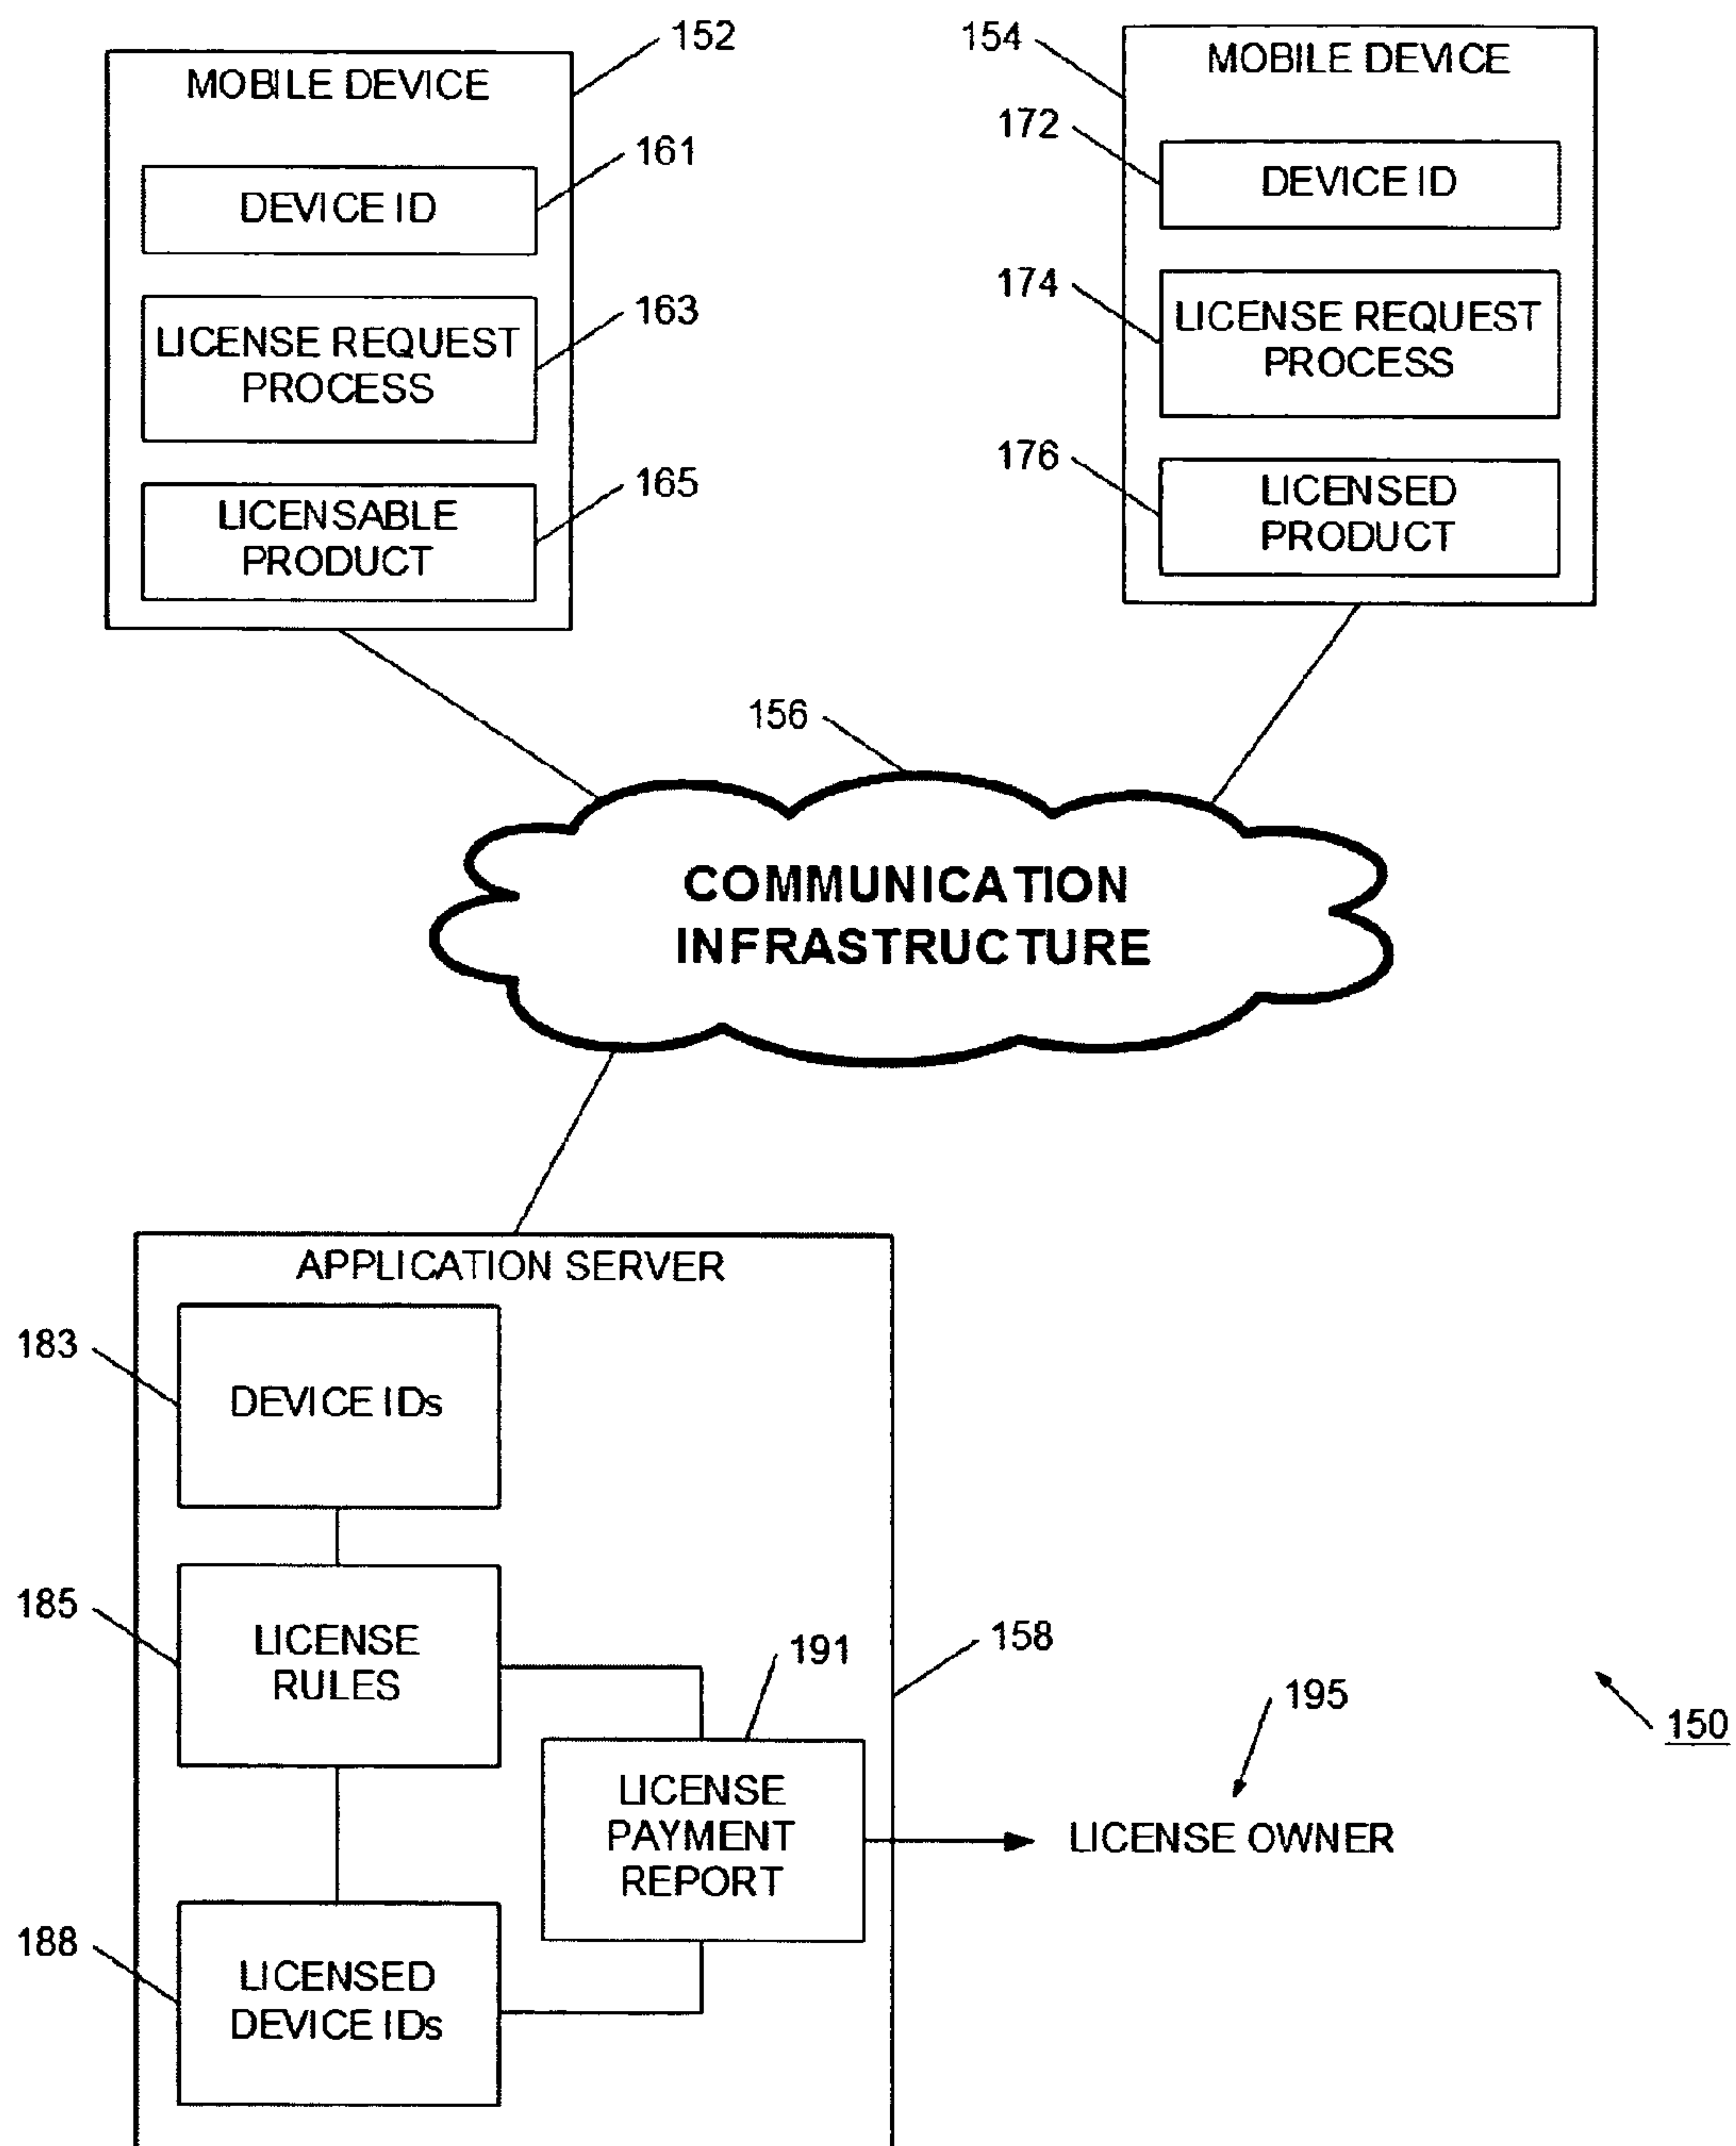 152
MOBILE DEVICE
161
DEVICE ID
163
LICENSE REQUEST
PROCESS
165
LICENSABLE
PRODUCT
154
MOBILE DEVICE
172
DEVICE ID
174
LICENSE REQUEST
PROCESS
176
LICENSED
PRODUCT
156
COMMUNICATION
INFRASTRUCTURE
APPLICATION SERVER
183
DEVICE IDs
185
LICENSE
RULES
191
158
195
150
LICENSE
PAYMENT
REPORT
LICENSE OWNER
188
LICENSED
DEVICE IDs